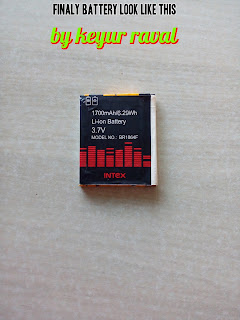 FINALY BATTERY LOOK LIKE THIS
by keyur raval
1700mAh/6.29Wh
Li-ion Battery
3.7V
MODEL NO.: BR1864F
INTEX